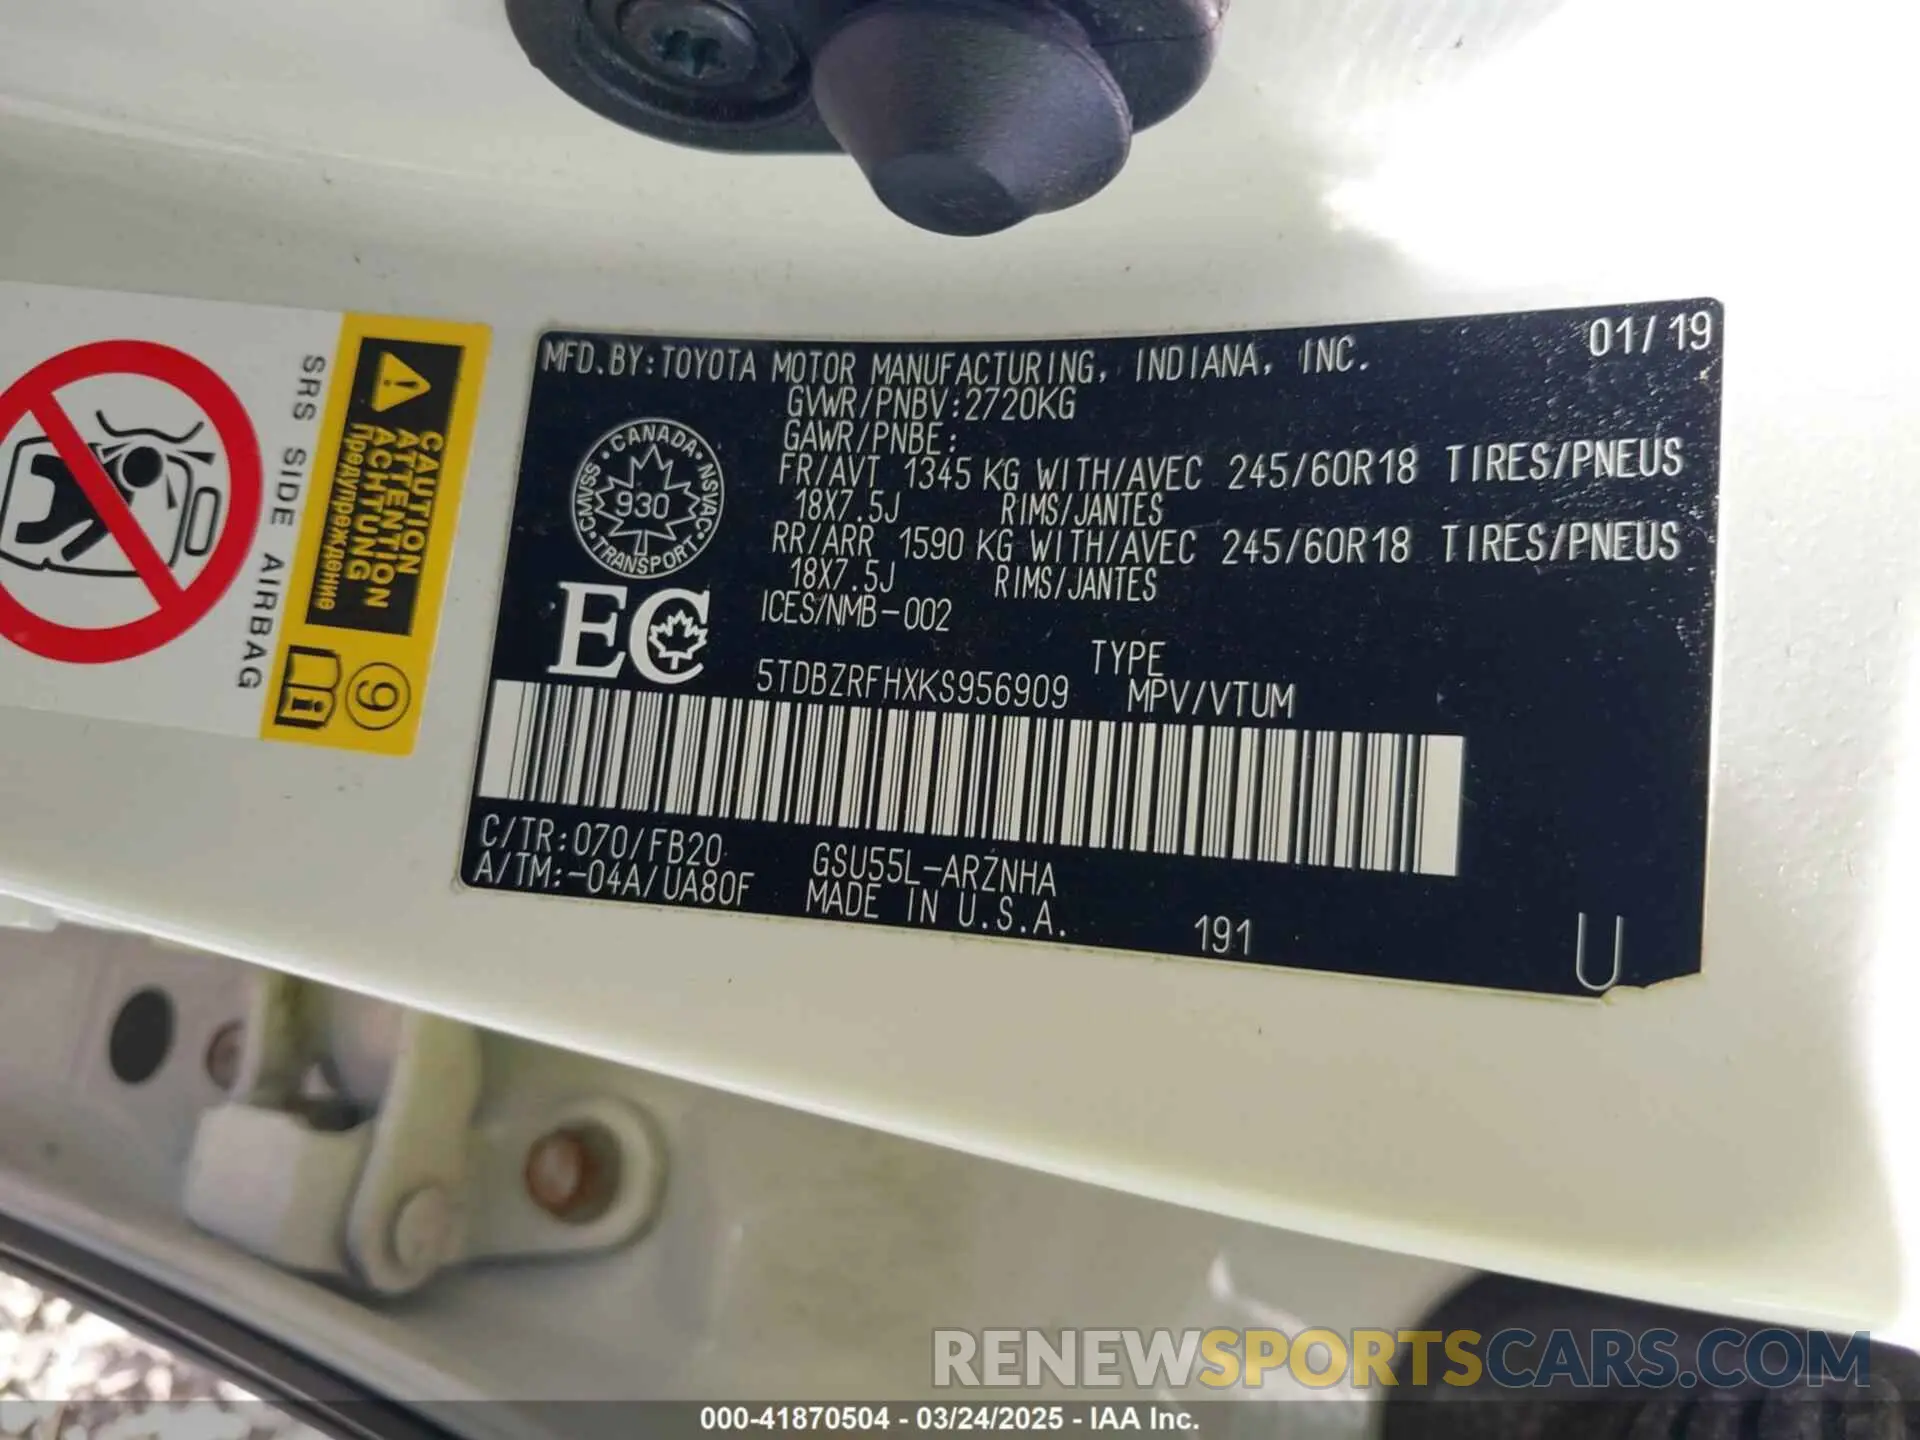 MFD.BY:TOYOTA MOTOR MANUFACTURING, INDIANA, INC. 01/19
GVWR/PNBV:2720KG
GAWR/PNBE:
FR/AVT 1345 KG WITH/AVEC 245/60R18 TIRES/PNEUS
18X7.5J RIMS/JANTES
RR/ARR 1590 KG WITH/AVEC 245/60R18 TIRES/PNEUS
18X7.5J RIMS/JANTES
ICES/NMB-002
CANADA
CMVSS NSVAC
930
TRANSPORT
EC
TYPE
5TDBZRFHXKS956909 MPV/VTUM
C/TR:070/FB20 GSU55L-ARZNHA
A/TM:-04A/UA80F MADE IN U.S.A.
191 U
SRS SIDE AIRBAG
CAUTION
ATTENTION
ACHTUNG
Предупреждение
i 9
RENEWSPORTSCARS.COM
000-41870504 - 03/24/2025 - IAA Inc.